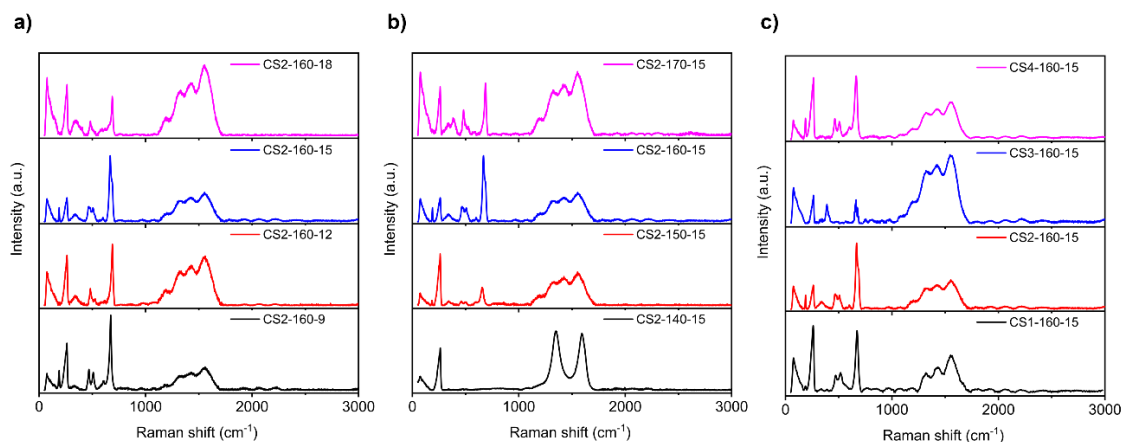 a)
CS2-160-18
CS2-160-15
CS2-160-12
CS2-160-9
Intensity (a.u.)
0 1000 2000 3000
Raman shift (cm⁻¹)
b)
CS2-170-15
CS2-160-15
CS2-150-15
CS2-140-15
Intensity (a.u.)
0 1000 2000 3000
Raman shift (cm⁻¹)
c)
CS4-160-15
CS3-160-15
CS2-160-15
CS1-160-15
Intensity (a.u.)
0 1000 2000 3000
Raman shift (cm⁻¹)